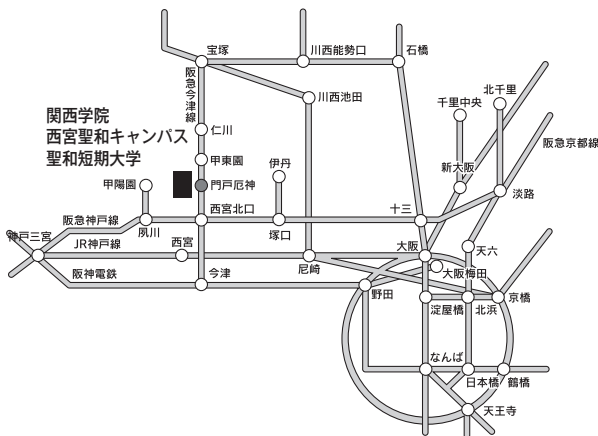 宝塚
川西能勢口
石橋
阪急今津線
川西池田
千里中央
北千里
関西学院
西宮聖和キャンパス
聖和短期大学
仁川
阪急京都線
甲東園
伊丹
新大阪
甲陽園
門戸厄神
淡路
阪急神戸線
夙川
西宮北口
塚口
十三
神戸三宮
JR神戸線
西宮
尼崎
大阪
天六
阪神電鉄
今津
大阪梅田
野田
淀屋橋
北浜
京橋
なんば
日本橋
鶴橋
天王寺